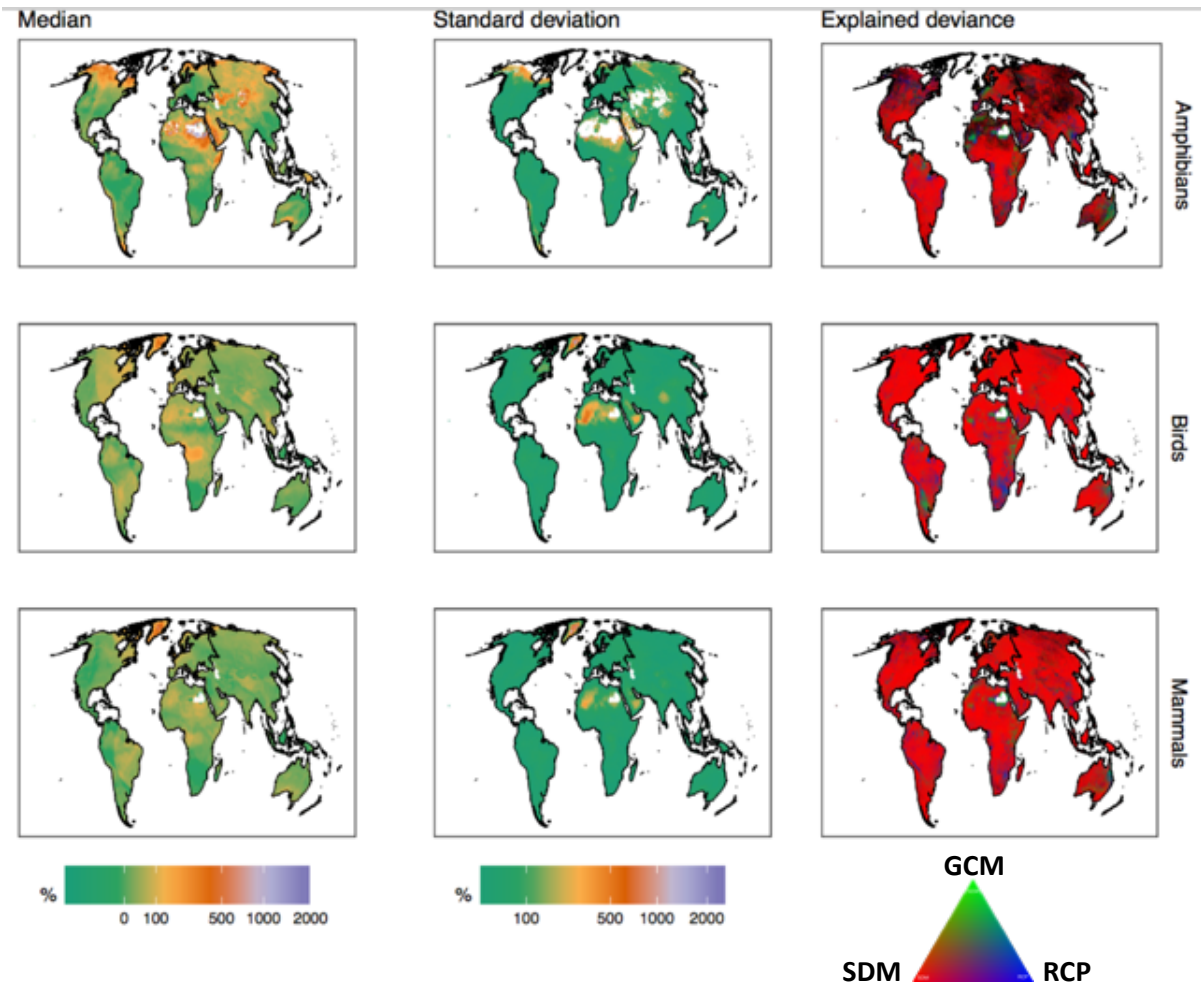 Median Standard deviation Explained deviance
Amphibians
Birds
Mammals
% 0 100 500 1000 2000
% 100 500 1000 2000
GCM
SDM RCP
RCP